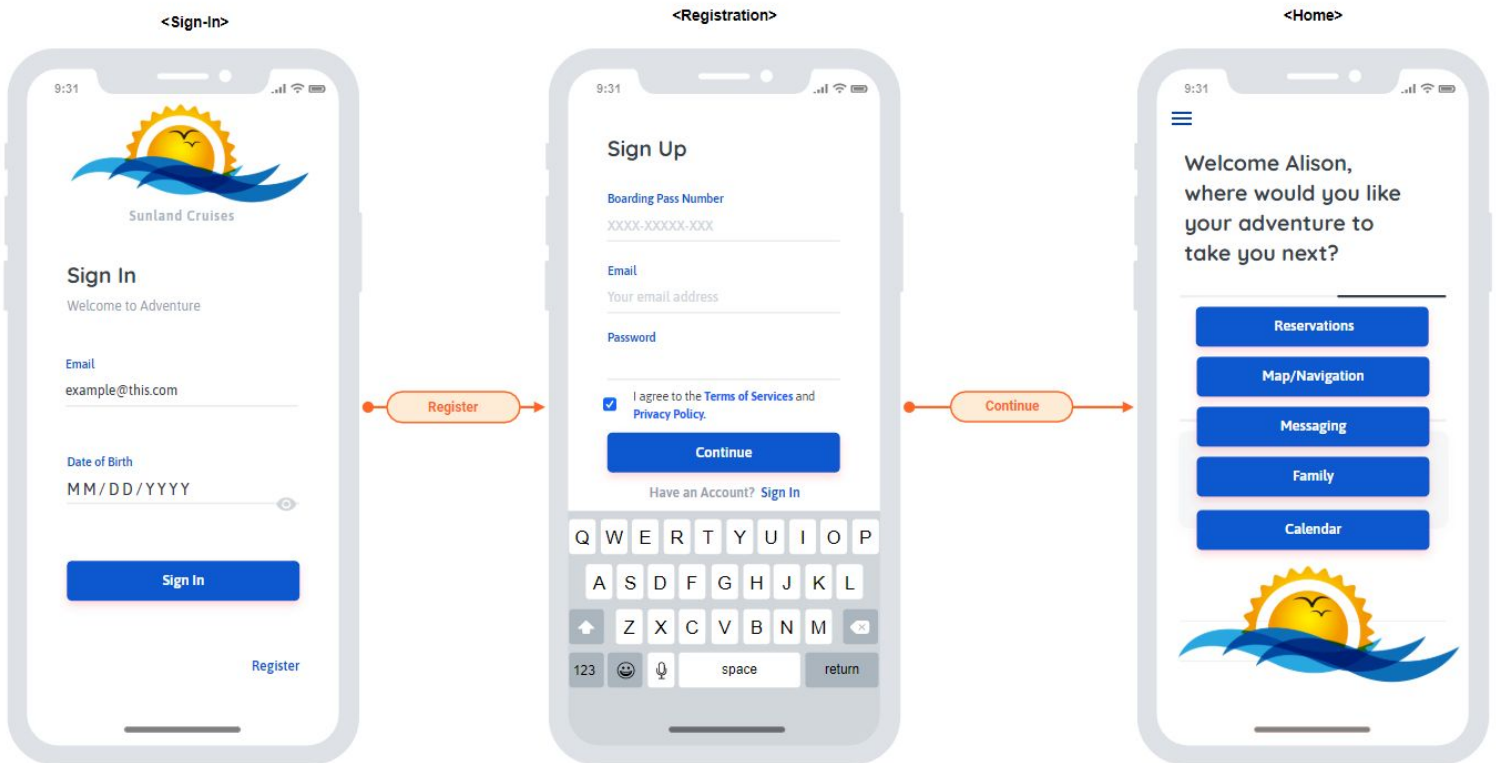 <Sign-In>
9:31
Sunland Cruises
Sign In
Welcome to Adventure
Email
example@this.com
Date of Birth
MM/DD/YYYY
Sign In
Register
Register
<Registration>
9:31
Sign Up
Boarding Pass Number
XXXX-XXXXX-XXX
Email
Your email address
Password
I agree to the Terms of Services and
Privacy Policy.
Continue
Have an Account? Sign In
Q W E R T Y U I O P
A S D F G H J K L
Z X C V B N M
123 space return
Continue
<Home>
9:31
Welcome Alison,
where would you like
your adventure to
take you next?
Reservations
Map/Navigation
Messaging
Family
Calendar